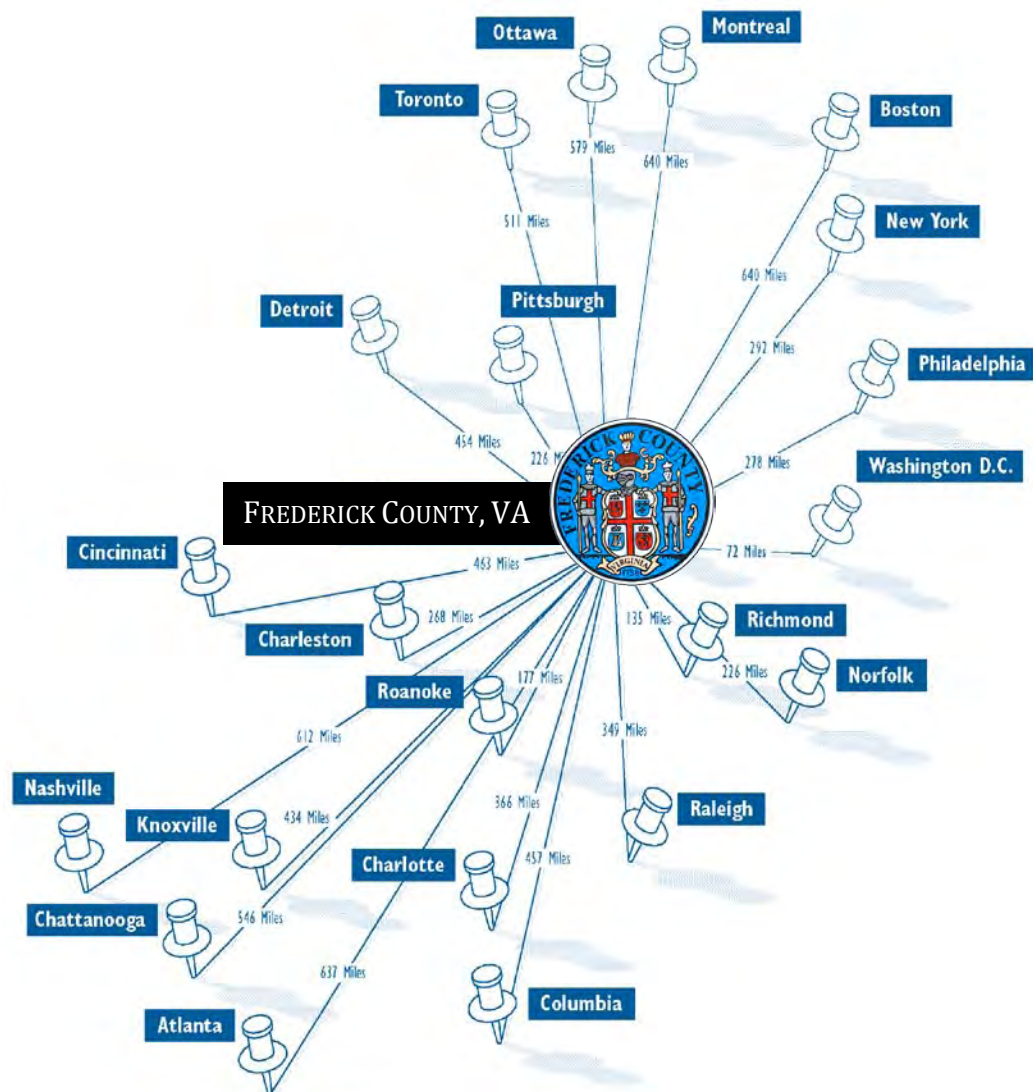 Ottawa
Montreal
Toronto
Boston
579 Miles
640 Miles
New York
511 Miles
640 Miles
Detroit
Pittsburgh
292 Miles
Philadelphia
454 Miles
226
278 Miles
Washington D.C.
FREDERICK COUNTY
VIRGINIA
FREDERICK COUNTY, VA
Cincinnati
463 Miles
72 Miles
268 Miles
135 Miles
Richmond
Charleston
Roanoke
177 Miles
226 Miles
Norfolk
612 Miles
349 Miles
Nashville
366 Miles
Raleigh
Knoxville
434 Miles
457 Miles
Charlotte
Chattanooga
546 Miles
637 Miles
Columbia
Atlanta